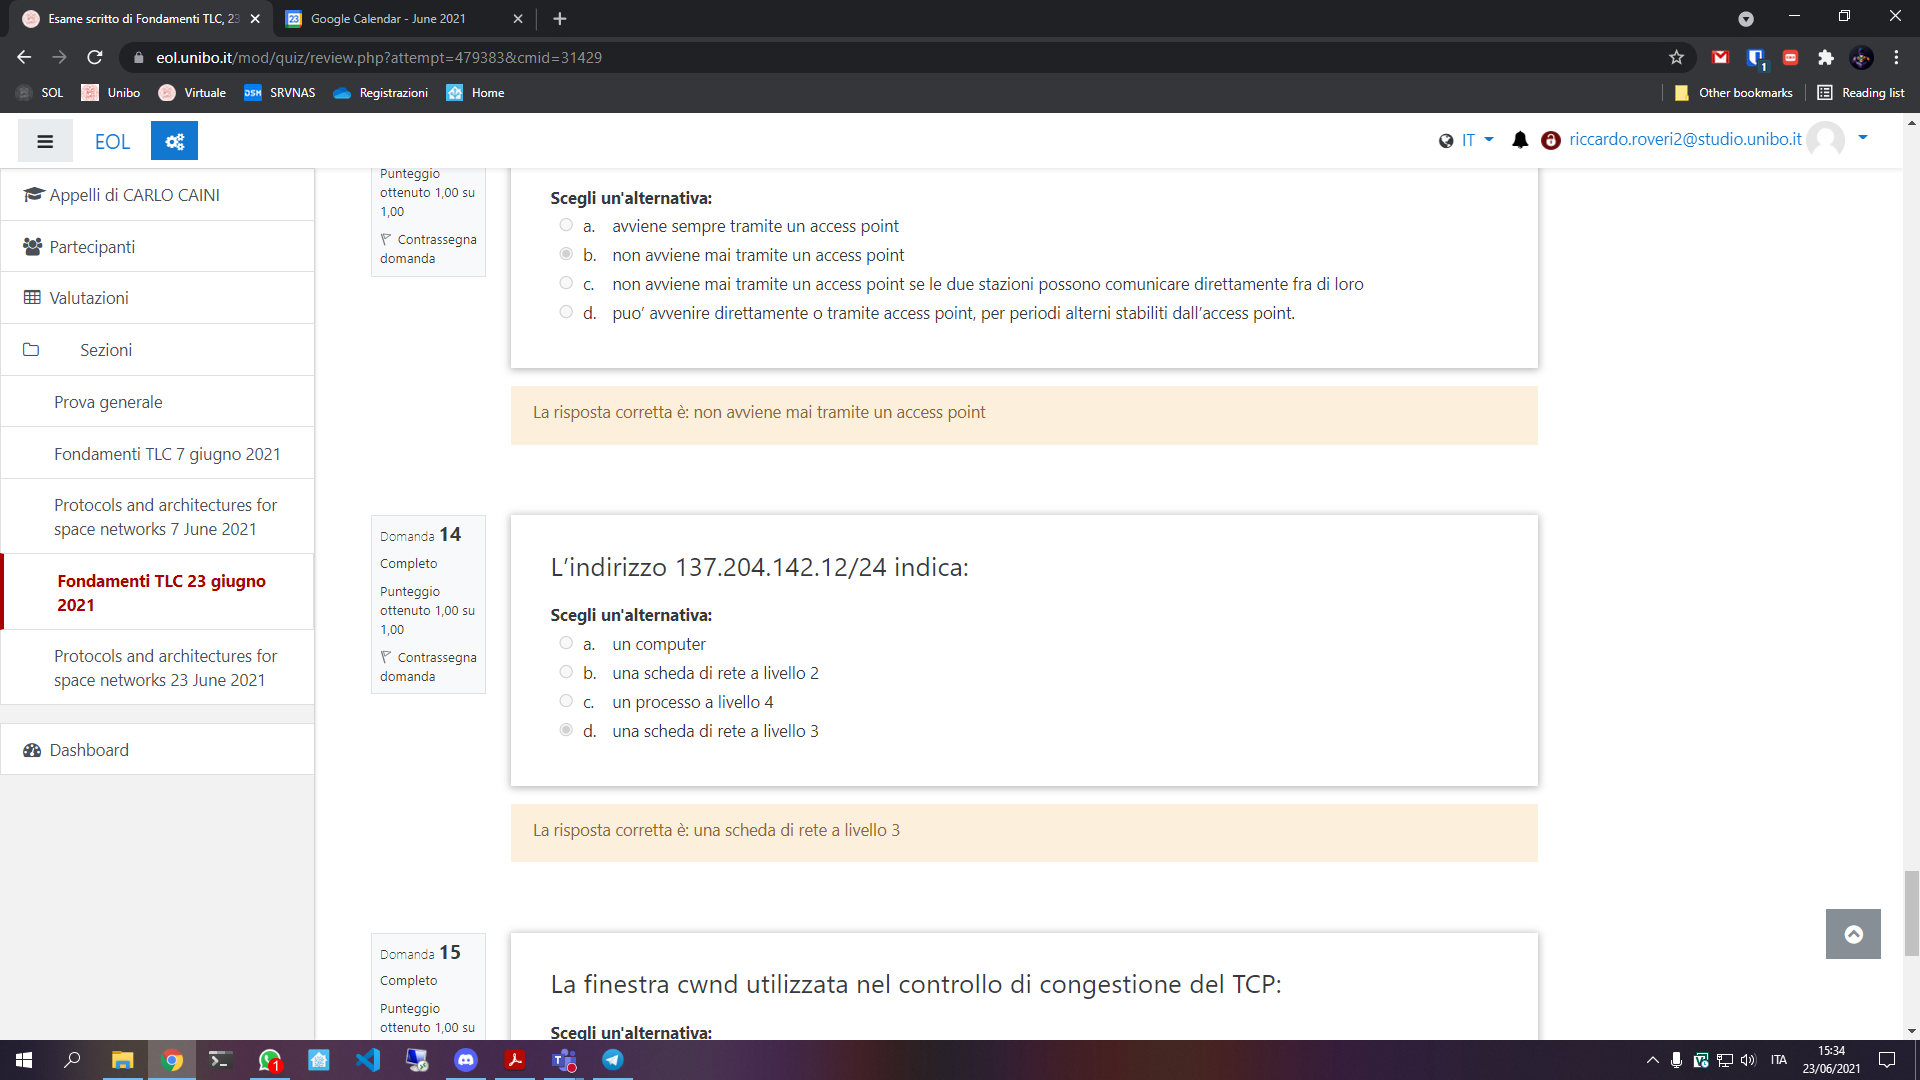 Esame scritto di Fondamenti TLC, 23
Google Calendar - June 2021
eol.unibo.it/mod/quiz/review.php?attempt=479383&cmid=31429
SOL
Unibo
Virtuale
DSM
SRVNAS
Registrazioni
Home
Other bookmarks
Reading list
EOL
IT
riccardo.roveri2@studio.unibo.it
Appelli di CARLO CAINI
Partecipanti
Valutazioni
Sezioni
Prova generale
Fondamenti TLC 7 giugno 2021
Protocols and architectures for
space networks 7 June 2021
Fondamenti TLC 23 giugno
2021
Protocols and architectures for
space networks 23 June 2021
Dashboard
Punteggio
ottenuto 1,00 su
1,00
Contrassegna
domanda
Scegli un'alternativa:
a. avviene sempre tramite un access point
b. non avviene mai tramite un access point
c. non avviene mai tramite un access point se le due stazioni possono comunicare direttamente fra di loro
d. puo’ avvenire direttamente o tramite access point, per periodi alterni stabiliti dall’access point.
La risposta corretta è: non avviene mai tramite un access point
Domanda 14
Completo
Punteggio
ottenuto 1,00 su
1,00
Contrassegna
domanda
L’indirizzo 137.204.142.12/24 indica:
Scegli un'alternativa:
a. un computer
b. una scheda di rete a livello 2
c. un processo a livello 4
d. una scheda di rete a livello 3
La risposta corretta è: una scheda di rete a livello 3
Domanda 15
Completo
Punteggio
ottenuto 1,00 su
La finestra cwnd utilizzata nel controllo di congestione del TCP:
Scegli un'alternativa:
ITA
15:34
23/06/2021